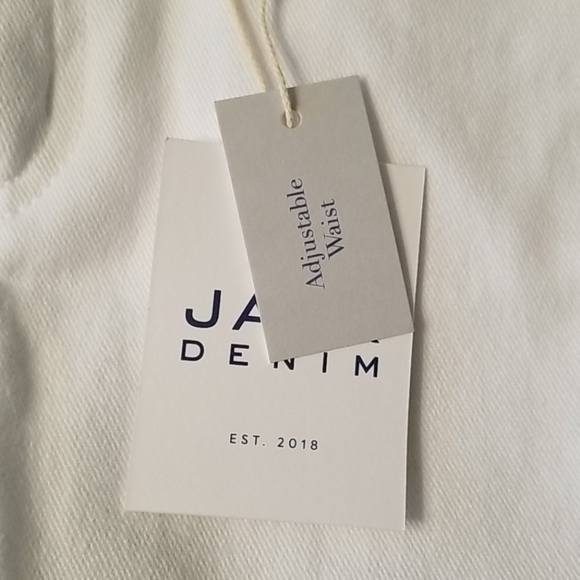 Adjustable
Waist
DENIM
EST. 2018